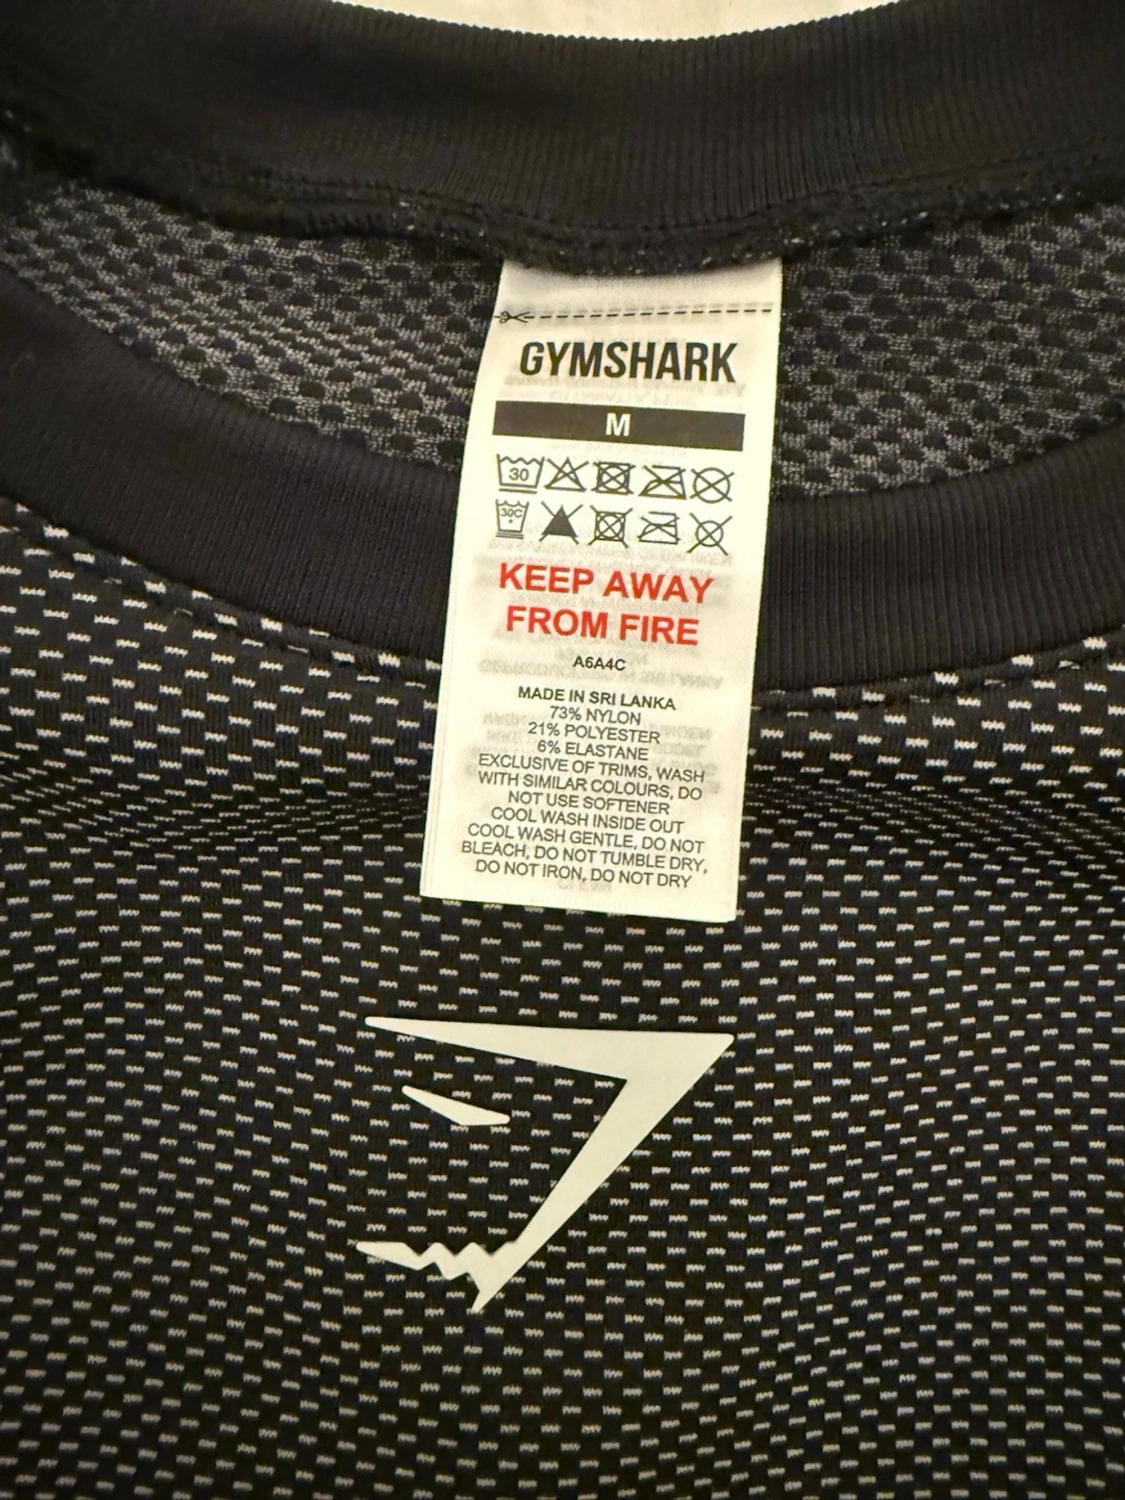 GYMSHARK
M
30
30C
KEEP AWAY
FROM FIRE
A6A4C
MADE IN SRI LANKA
73% NYLON
21% POLYESTER
6% ELASTANE
EXCLUSIVE OF TRIMS, WASH
WITH SIMILAR COLOURS, DO
NOT USE SOFTENER
COOL WASH INSIDE OUT
COOL WASH GENTLE, DO NOT
BLEACH, DO NOT TUMBLE DRY,
DO NOT IRON, DO NOT DRY